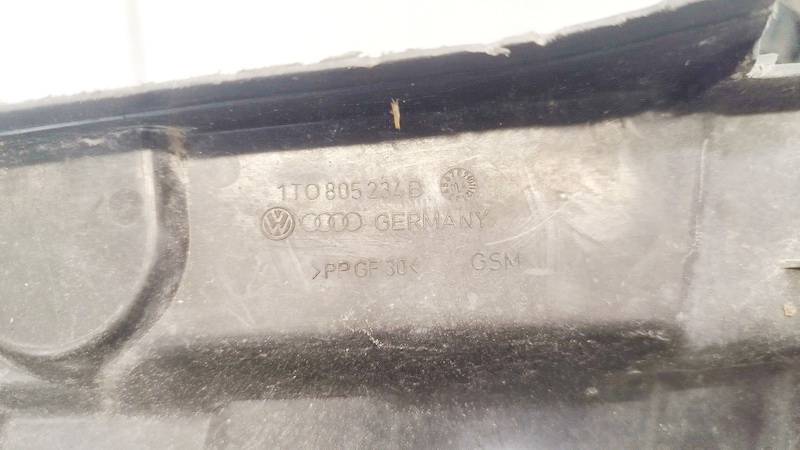 1T0 805 234 B
GERMANY
>PP GF 30<
GSM